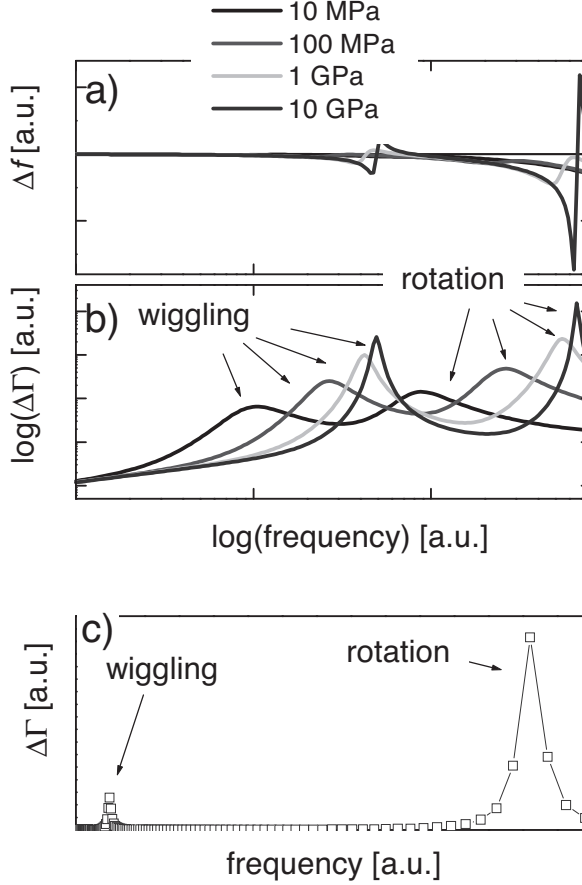 10 MPa
100 MPa
1 GPa
10 GPa
a)
Δf [a.u.]
b)
wiggling
rotation
log(ΔΓ) [a.u.]
log(frequency) [a.u.]
c)
wiggling
rotation
ΔΓ [a.u.]
frequency [a.u.]